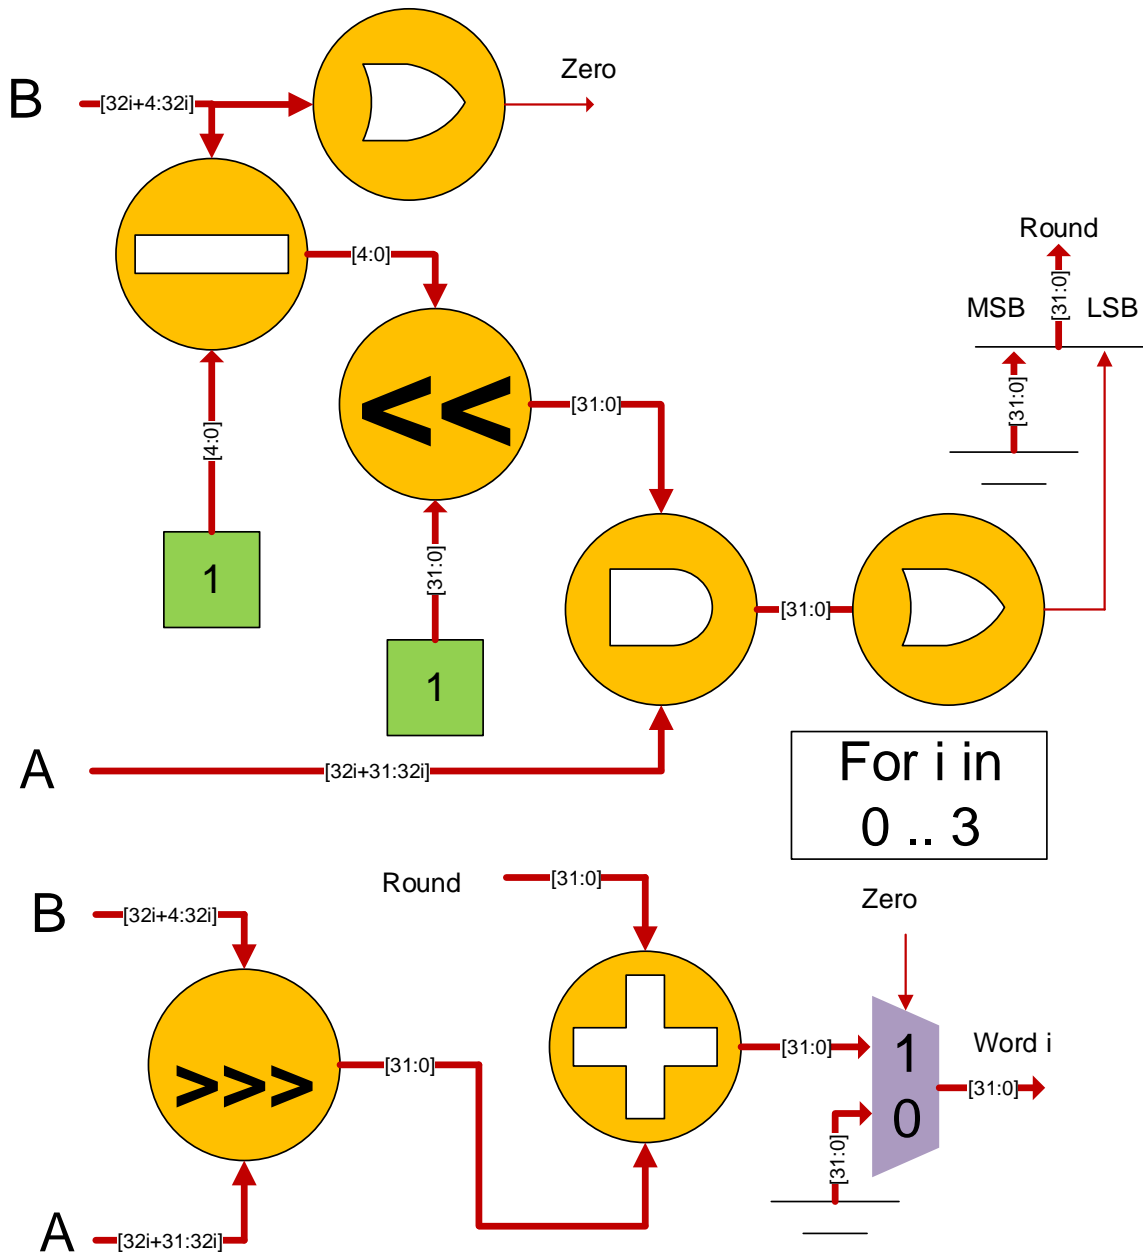 Zero
B
[32i+4:32i]
[4:0]
Round
[31:0]
MSB
LSB
<<
[31:0]
[31:0]
[4:0]
1
[31:0]
[31:0]
1
A
[32i+31:32i]
For i in
0 .. 3
B
[32i+4:32i]
Round
[31:0]
Zero
>>>
[31:0]
[31:0]
1
0
Word i
[31:0]
[31:0]
A
[32i+31:32i]